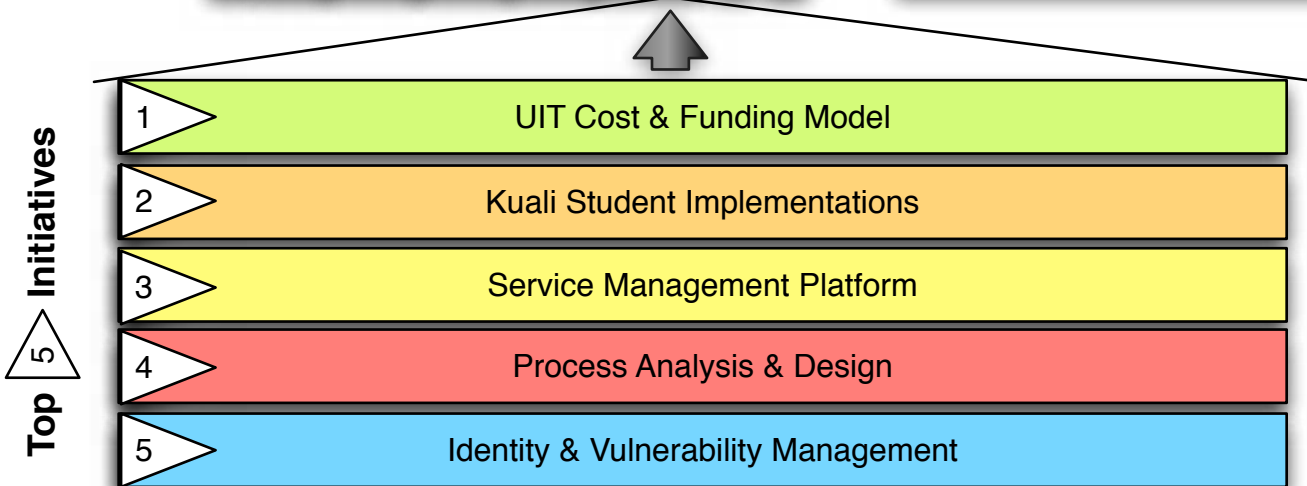 Top 5 Initiatives
1 UIT Cost & Funding Model
2 Kuali Student Implementations
3 Service Management Platform
4 Process Analysis & Design
5 Identity & Vulnerability Management